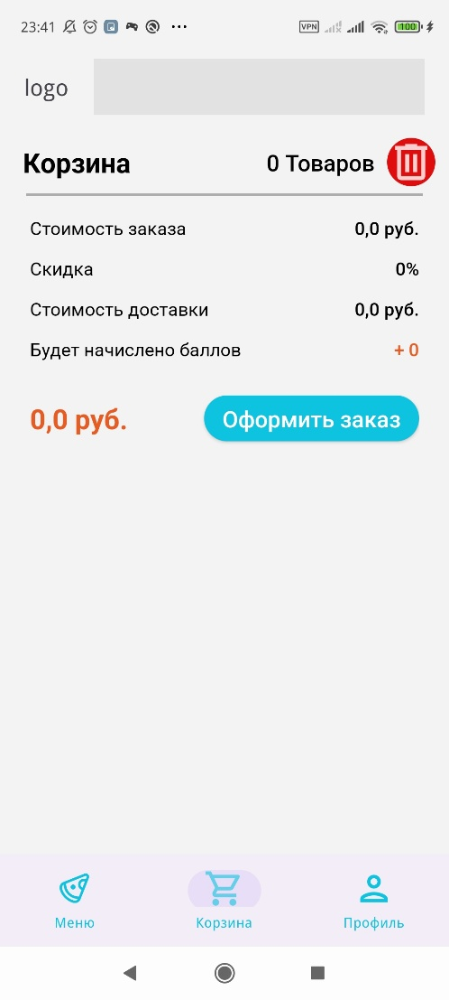 23:41 VPN 100
logo
Корзина 0 Товаров
Стоимость заказа 0,0 руб.
Скидка 0%
Стоимость доставки 0,0 руб.
Будет начислено баллов + 0
0,0 руб. Оформить заказ
Меню Корзина Профиль